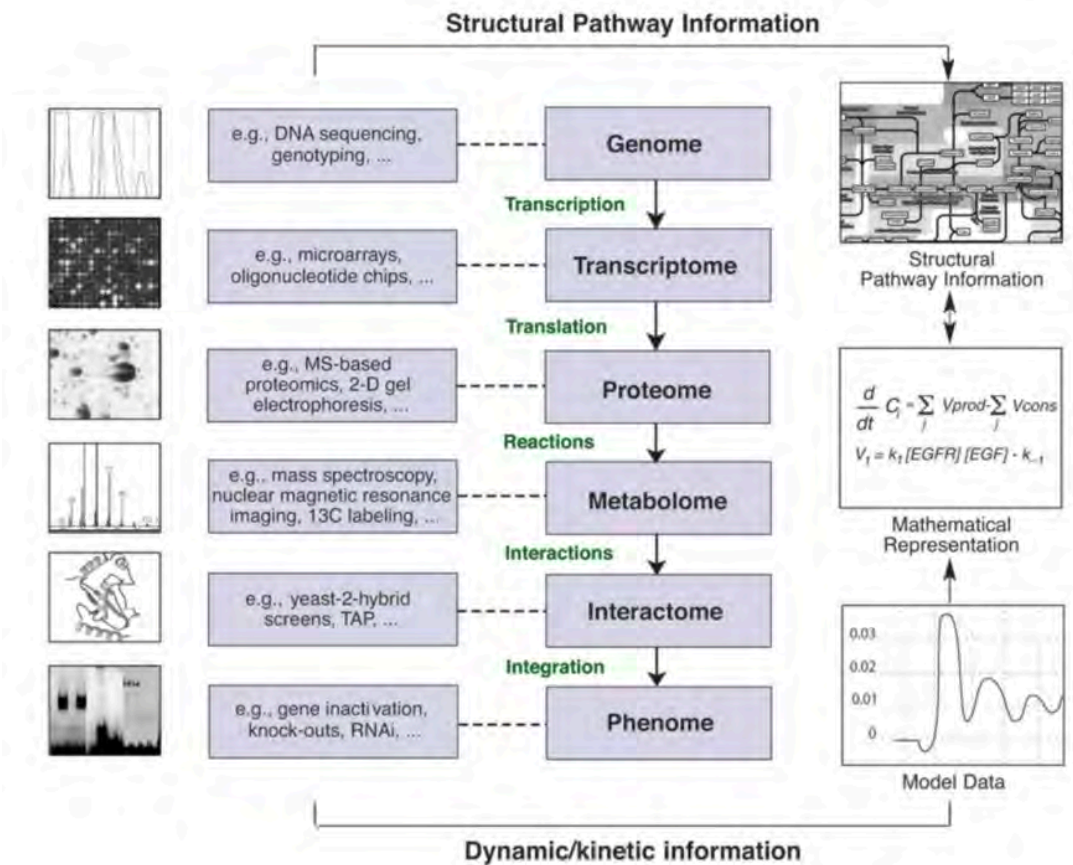 Structural Pathway Information
e.g., DNA sequencing,
genotyping, ...
Genome
Transcription
e.g., microarrays,
oligonucleotide chips, ...
Transcriptome
Structural
Pathway Information
Translation
e.g., MS-based
proteomics, 2-D gel
electrophoresis, ...
Proteome
d/dt C_i = ∑_j Vprod-∑_j Vcons
V_1 = k_1 [EGFR] [EGF] - k_-1
Reactions
e.g., mass spectroscopy,
nuclear magnetic resonance
imaging, 13C labeling, ...
Metabolome
Mathematical
Representation
Interactions
e.g., yeast-2-hybrid
screens, TAP, ...
Interactome
0.03
0.02
0.01
0
Integration
e.g., gene inactivation,
knock-outs, RNAi, ...
Phenome
Model Data
Dynamic/kinetic information